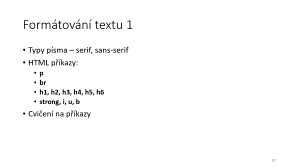 Formátování textu 1
• Typy písma – serif, sans-serif
• HTML příkazy:
• p
• br
• h1, h2, h3, h4, h5, h6
• strong, i, u, b
• Cvičení na příkazy